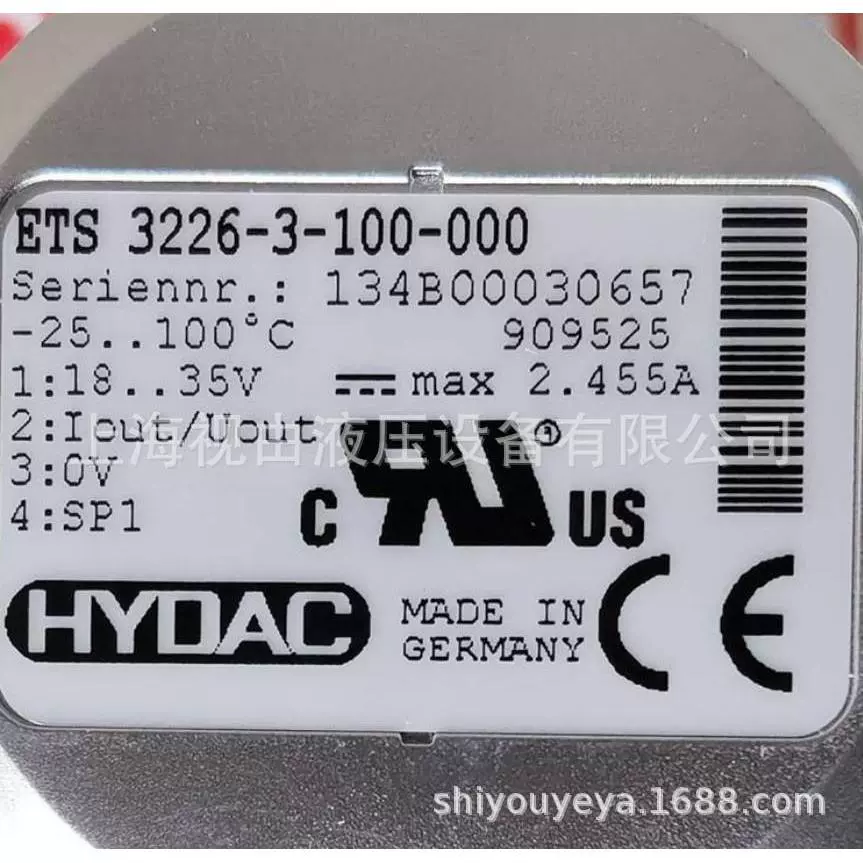 ETS 3226-3-100-000
Seriennr.: 134B00030657
-25..100°C 909525
1:18..35V max 2.455A
2:Iout/Uout
3:0V
4:SP1
上海视由液压设备有限公司
C UL ® US
HYDAC
MADE IN
GERMANY
CE
shiyouyeya.1688.com